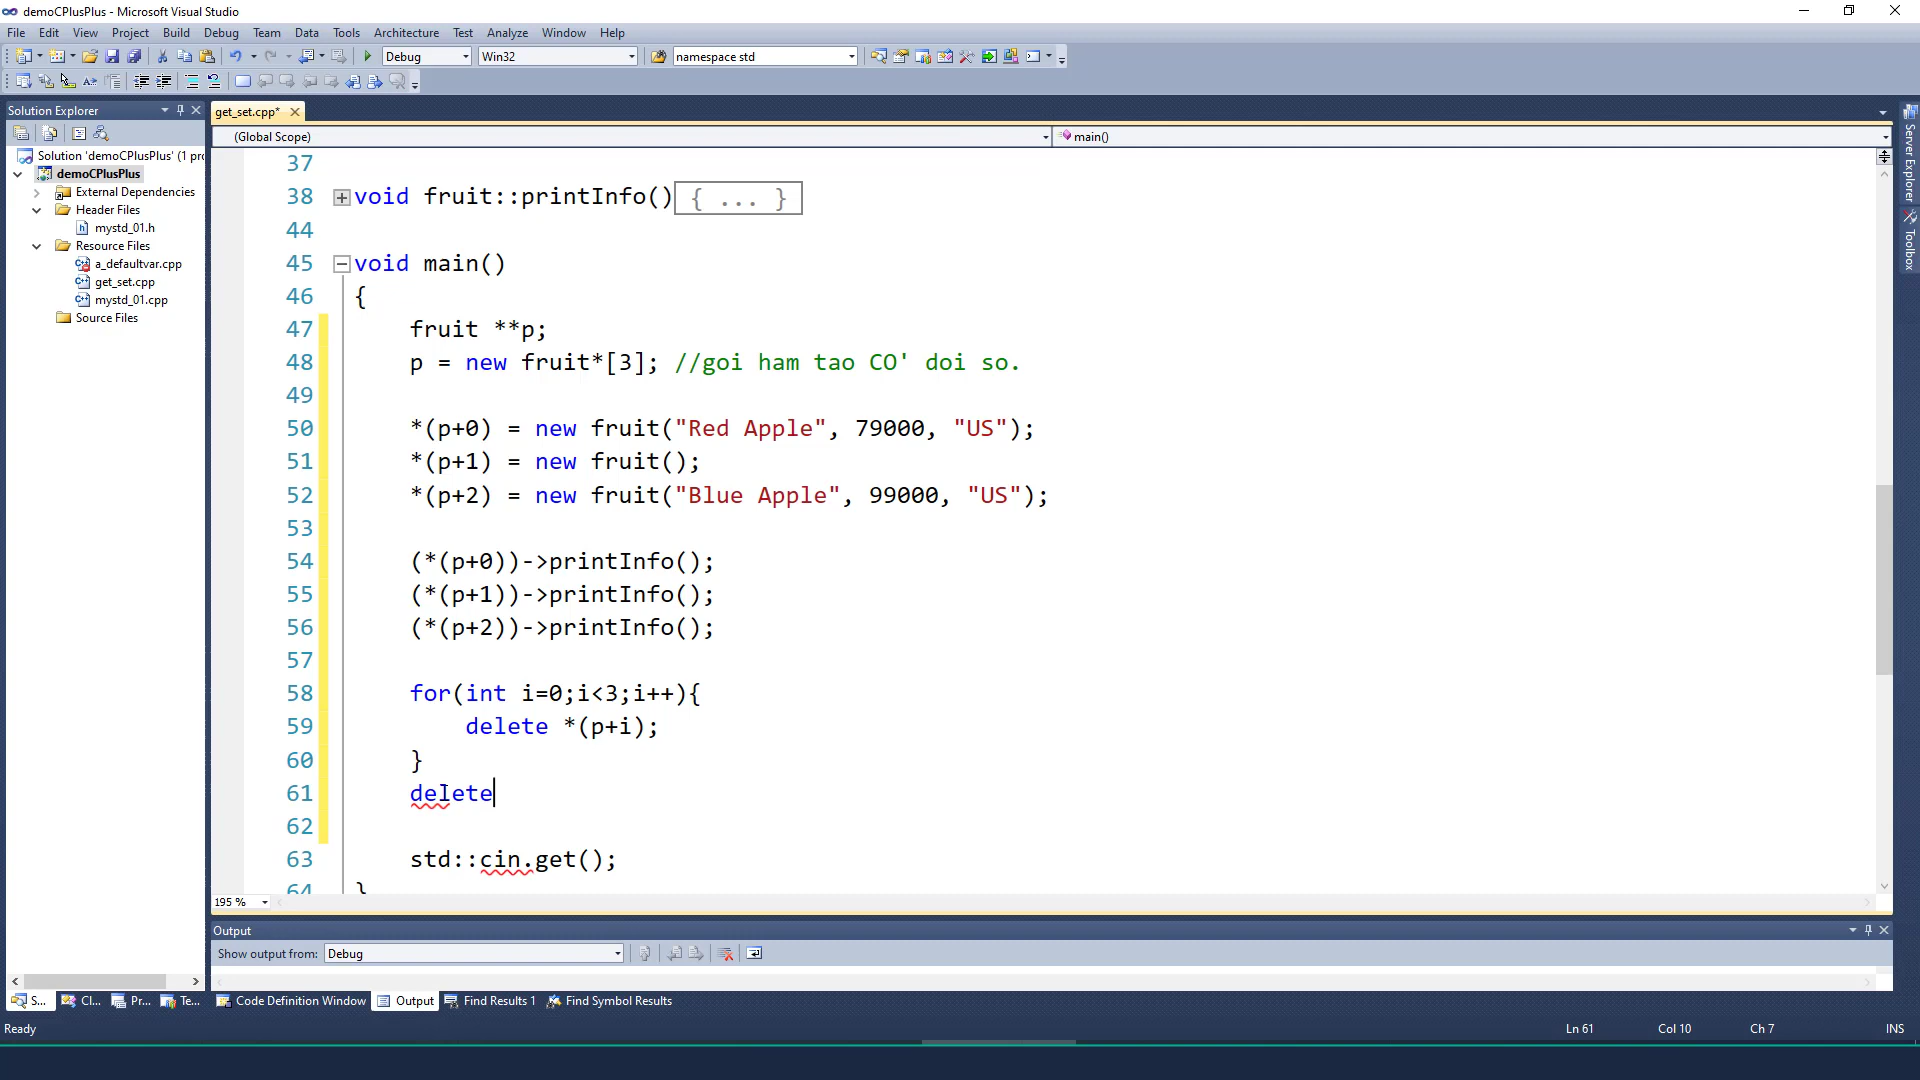 demoCPlusPlus - Microsoft Visual Studio
File Edit View Project Build Debug Team Data Tools Architecture Test Analyze Window Help
Debug Win32 namespace std
Solution Explorer
get_set.cpp*
(Global Scope) main()
Solution 'demoCPlusPlus' (1 pro
demoCPlusPlus
External Dependencies
Header Files
mystd_01.h
Resource Files
a_defaultvar.cpp
get_set.cpp
mystd_01.cpp
Source Files
37
38 void fruit::printInfo() { ... }
44
45 void main()
46 {
47 fruit **p;
48 p = new fruit*[3]; //goi ham tao CO' doi so.
49
50 *(p+0) = new fruit("Red Apple", 79000, "US");
51 *(p+1) = new fruit();
52 *(p+2) = new fruit("Blue Apple", 99000, "US");
53
54 (*(p+0))->printInfo();
55 (*(p+1))->printInfo();
56 (*(p+2))->printInfo();
57
58 for(int i=0;i<3;i++){
59 delete *(p+i);
60 }
61 delete
62
63 std::cin.get();
64 }
195 %
Server Explorer
Toolbox
Output
Show output from: Debug
S... Cl... Pr... Te... Code Definition Window Output Find Results 1 Find Symbol Results
Ready Ln 61 Col 10 Ch 7 INS